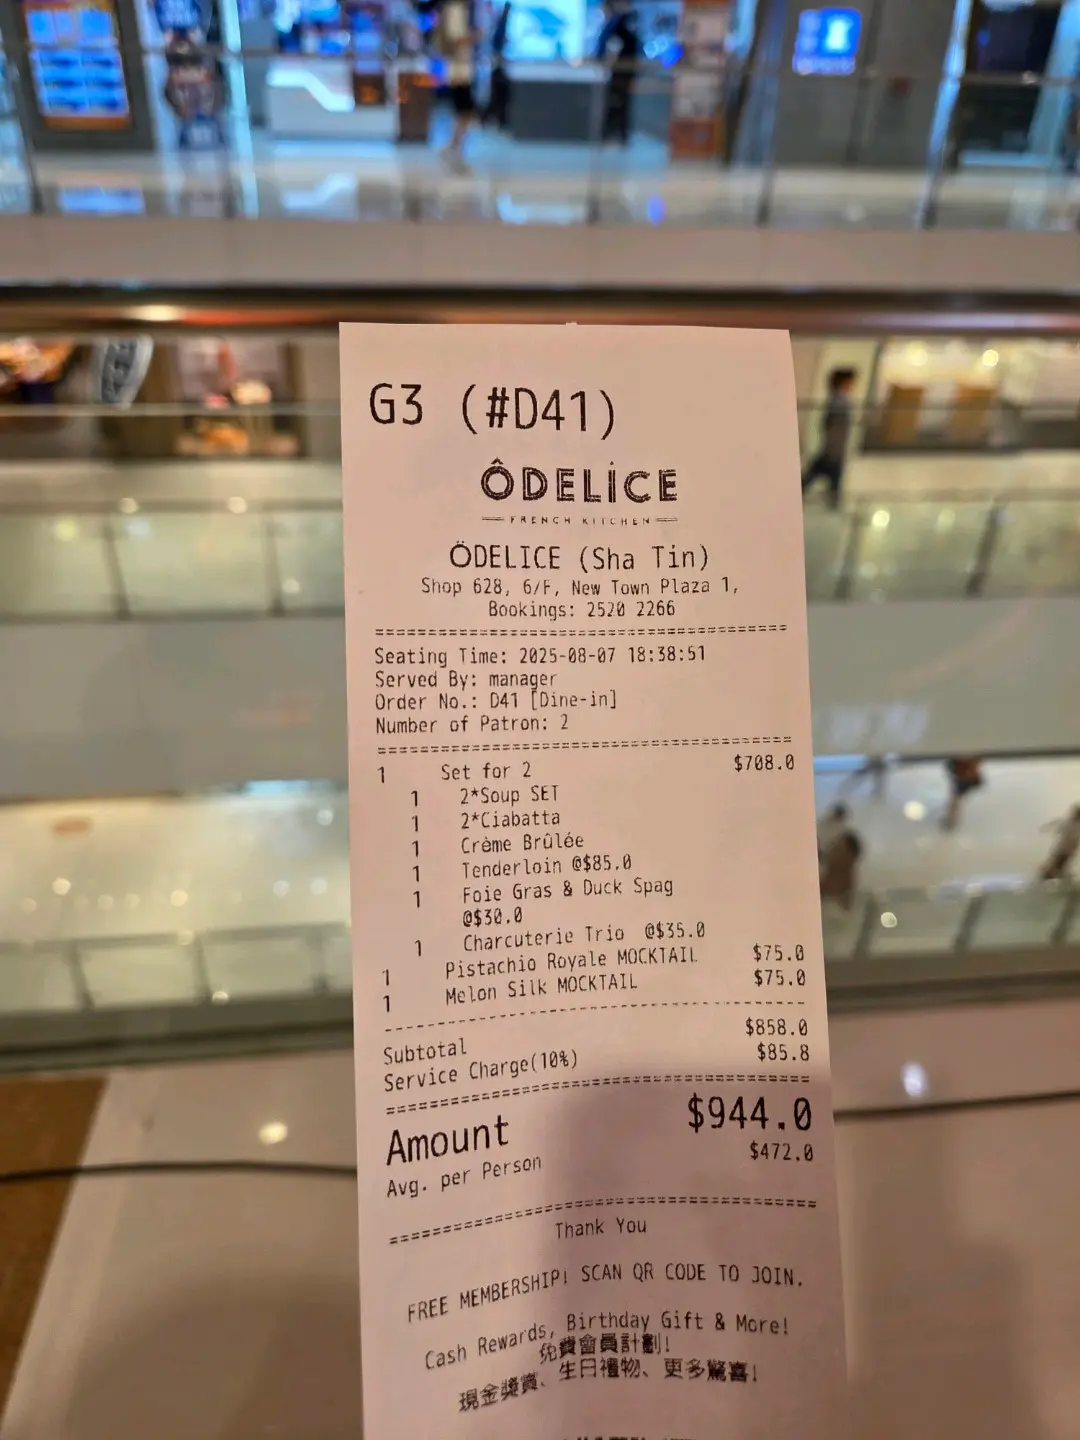 G3 (#D41)
ÔDELİCE
FRENCH KITCHEN
ÖDELICE (Sha Tin)
Shop 628, 6/F, New Town Plaza 1,
Bookings: 2520 2266
Seating Time: 2025-08-07 18:38:51
Served By: manager
Order No.: D41 [Dine-in]
Number of Patron: 2
1 Set for 2 $708.0
1 2*Soup SET
1 2*Ciabatta
1 Crème Brûlée
1 Tenderloin @$85.0
1 Foie Gras & Duck Spag
@$30.0
1 Charcuterie Trio @$35.0
1 Pistachio Royale MOCKTAIL $75.0
1 Melon Silk MOCKTAIL $75.0
Subtotal $858.0
Service Charge(10%) $85.8
Amount $944.0
Avg. per Person $472.0
Thank You
FREE MEMBERSHIP! SCAN QR CODE TO JOIN.
Cash Rewards, Birthday Gift & More!
免費會員計劃!
現金獎賞、生日禮物、更多驚喜!